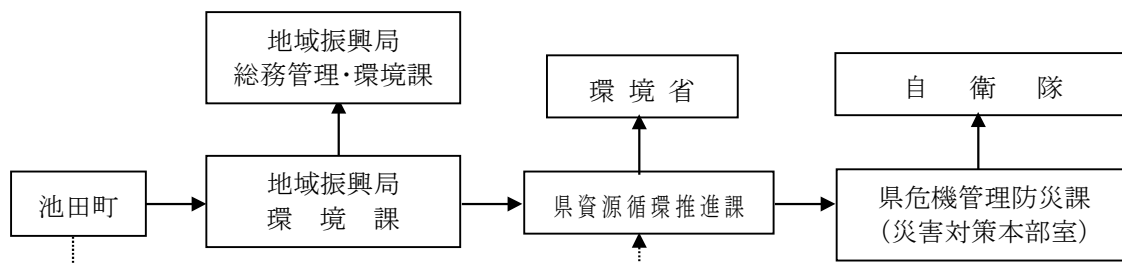 地域振興局
総務管理・環境課
環境省
自衛隊
池田町
地域振興局
環境課
県資源循環推進課
県危機管理防災課
（災害対策本部室）